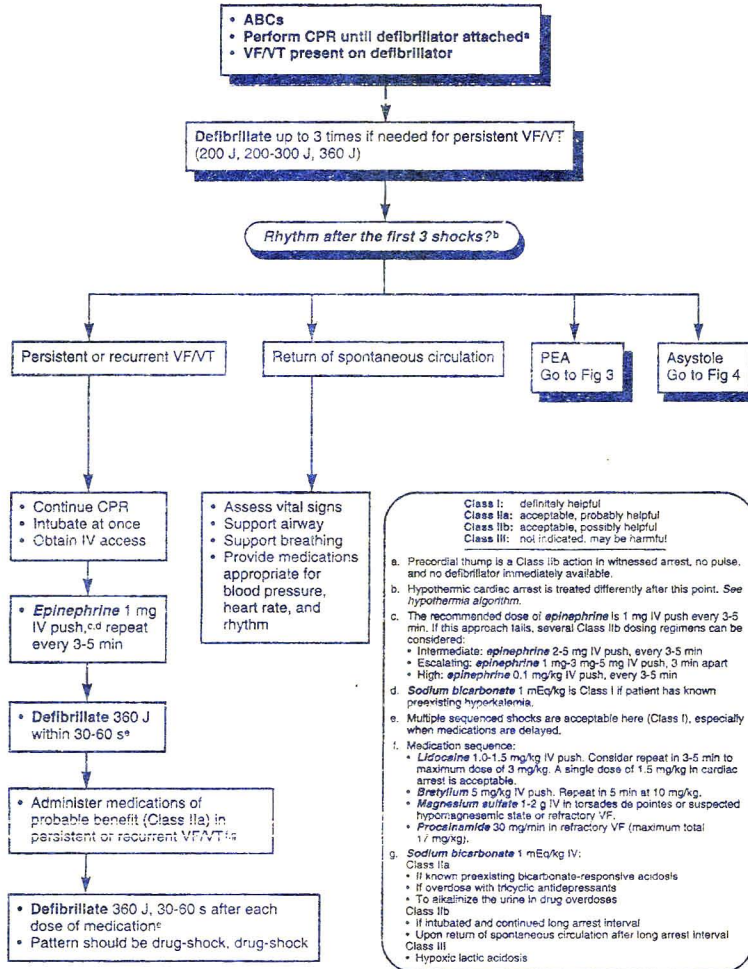 • ABCs
• Perform CPR until defibrillator attachedᵃ
• VF/VT present on defibrillator
Defibrillate up to 3 times if needed for persistent VF/VT
(200 J, 200-300 J, 360 J)
Rhythm after the first 3 shocks?ᵇ
Persistent or recurrent VF/VT
Return of spontaneous circulation
PEA
Go to Fig 3
Asystole
Go to Fig 4
• Continue CPR
• Intubate at once
• Obtain IV access
• Epinephrine 1 mg
IV push,ᶜ,ᵈ repeat
every 3-5 min
• Defibrillate 360 J
within 30-60 sᵉ
• Administer medications of
probable benefit (Class IIa) in
persistent or recurrent VF/VTᶠ,ᵍ
• Defibrillate 360 J, 30-60 s after each
dose of medicationᵉ
• Pattern should be drug-shock, drug-shock
• Assess vital signs
• Support airway
• Support breathing
• Provide medications
appropriate for
blood pressure,
heart rate, and
rhythm
Class I: definitely helpful
Class IIa: acceptable, probably helpful
Class IIb: acceptable, possibly helpful
Class III: not indicated, may be harmful
a. Precordial thump is a Class IIb action in witnessed arrest, no pulse,
and no defibrillator immediately available.
b. Hypothermic cardiac arrest is treated differently after this point. See
hypothermia algorithm.
c. The recommended dose of epinephrine is 1 mg IV push every 3-5
min. If this approach fails, several Class IIb dosing regimens can be
considered:
• Intermediate: epinephrine 2-5 mg IV push, every 3-5 min
• Escalating: epinephrine 1 mg-3 mg-5 mg IV push, 3 min apart
• High: epinephrine 0.1 mg/kg IV push, every 3-5 min
d. Sodium bicarbonate 1 mEq/kg is Class I if patient has known
preexisting hyperkalemia.
e. Multiple sequenced shocks are acceptable here (Class I), especially
when medications are delayed.
f. Medication sequence:
• Lidocaine 1.0-1.5 mg/kg IV push. Consider repeat in 3-5 min to
maximum dose of 3 mg/kg. A single dose of 1.5 mg/kg in cardiac
arrest is acceptable.
• Bretylium 5 mg/kg IV push. Repeat in 5 min at 10 mg/kg.
• Magnesium sulfate 1-2 g IV in torsades de pointes or suspected
hypomagnesemic state or refractory VF.
• Procainamide 30 mg/min in refractory VF (maximum total
17 mg/kg).
g. Sodium bicarbonate 1 mEq/kg IV:
Class IIa
• If known preexisting bicarbonate-responsive acidosis
• If overdose with tricyclic antidepressants
• To alkalinize the urine in drug overdoses
Class IIb
• If intubated and continued long arrest interval
• Upon return of spontaneous circulation after long arrest interval
Class III
• Hypoxic lactic acidosis